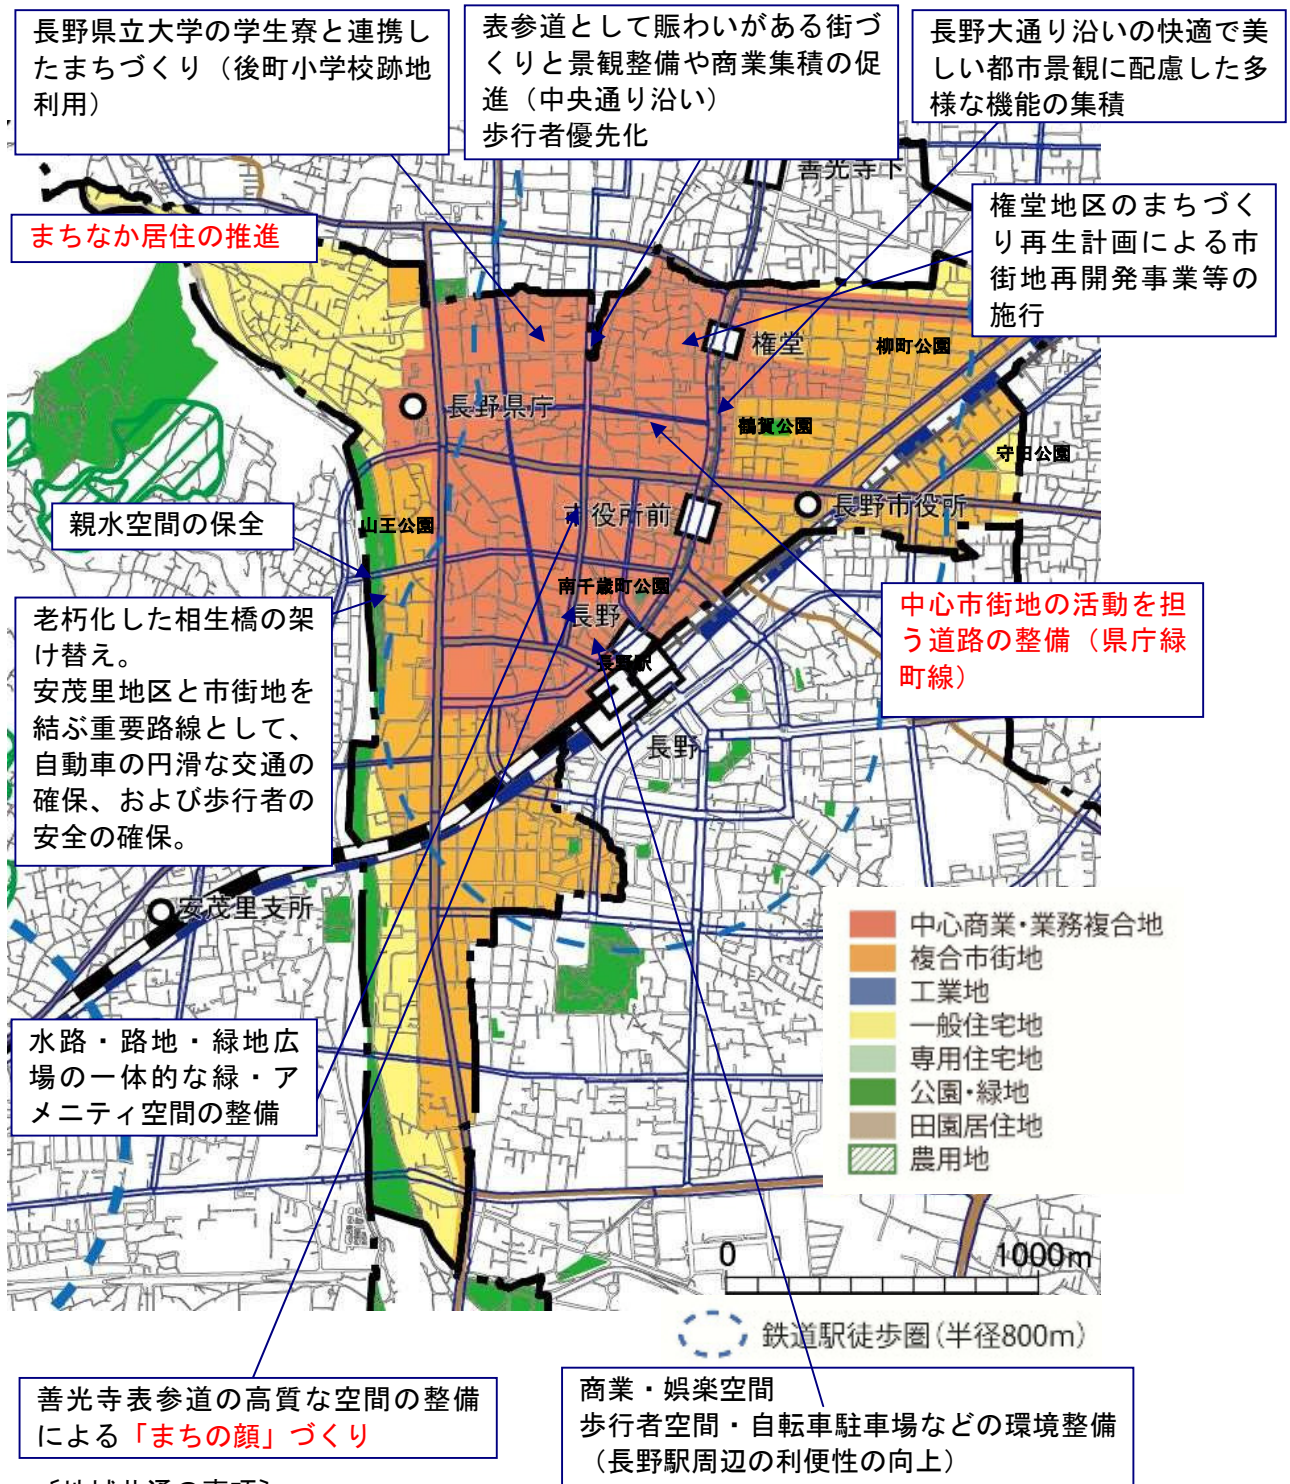 長野県立大学の学生寮と連携し
たまちづくり（後町小学校跡地
利用）
表参道として賑わいがある街づ
くりと景観整備や商業集積の促
進（中央通り沿い）
歩行者優先化
長野大通り沿いの快適で美
しい都市景観に配慮した多
様な機能の集積
善光寺下
権堂地区のまちづく
り再生計画による市
街地再開発事業等の
施行
まちなか居住の推進
権堂
柳町公園
長野県庁
鶴賀公園
守田公園
親水空間の保全
山王公園
市役所前
長野市役所
南千歳町公園
長野
長野駅
長野
中心市街地の活動を担
う道路の整備（県庁緑
町線）
老朽化した相生橋の架
け替え。
安茂里地区と市街地を
結ぶ重要路線として、
自動車の円滑な交通の
確保、および歩行者の
安全の確保。
安茂里支所
中心商業・業務複合地
複合市街地
工業地
一般住宅地
専用住宅地
公園・緑地
田園居住地
農用地
水路・路地・緑地広
場の一体的な緑・ア
メニティ空間の整備
0 1000m
鉄道駅徒歩圏(半径800m)
善光寺表参道の高質な空間の整備
による「まちの顔」づくり
商業・娯楽空間
歩行者空間・自転車駐車場などの環境整備
（長野駅周辺の利便性の向上）